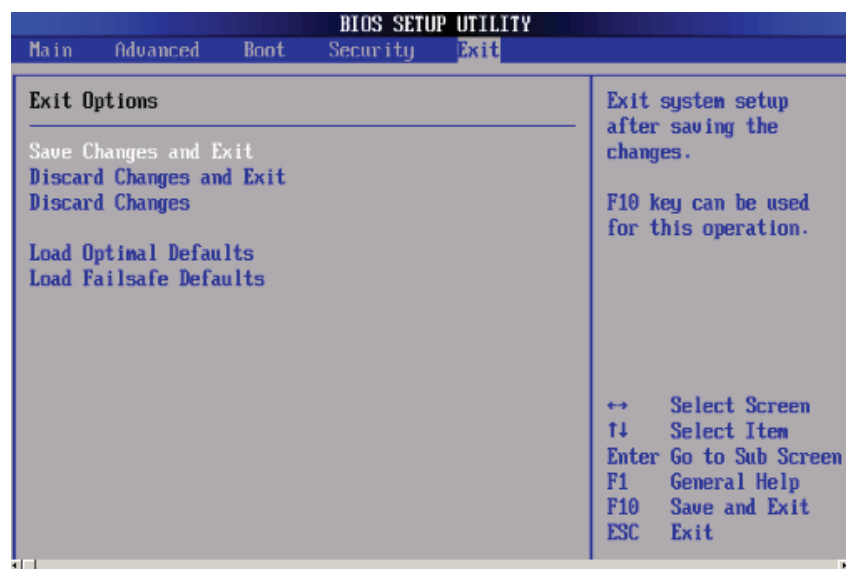 BIOS SETUP UTILITY
Main Advanced Boot Security Exit
Exit Options
Save Changes and Exit
Discard Changes and Exit
Discard Changes
Load Optimal Defaults
Load Failsafe Defaults
Exit system setup
after saving the
changes.
F10 key can be used
for this operation.
↔ Select Screen
↑↓ Select Item
Enter Go to Sub Screen
F1 General Help
F10 Save and Exit
ESC Exit